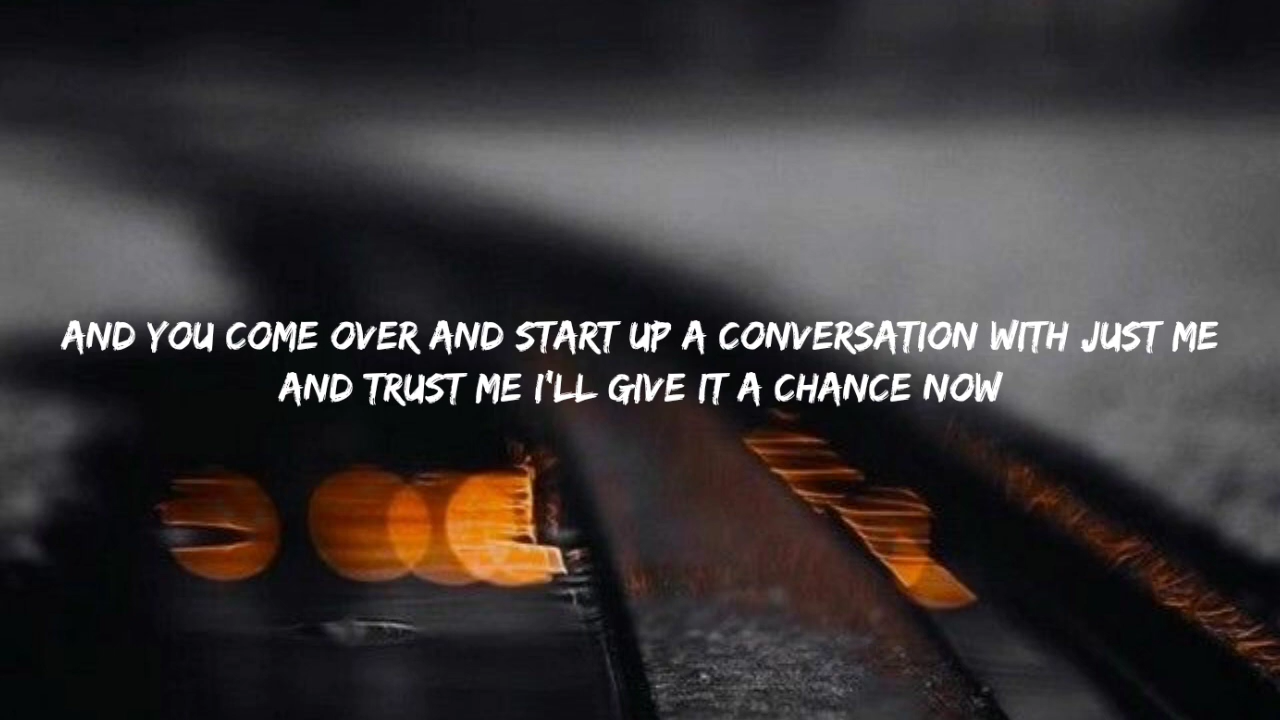 AND YOU COME OVER AND START UP A CONVERSATION WITH JUST ME
AND TRUST ME I'LL GIVE IT A CHANCE NOW